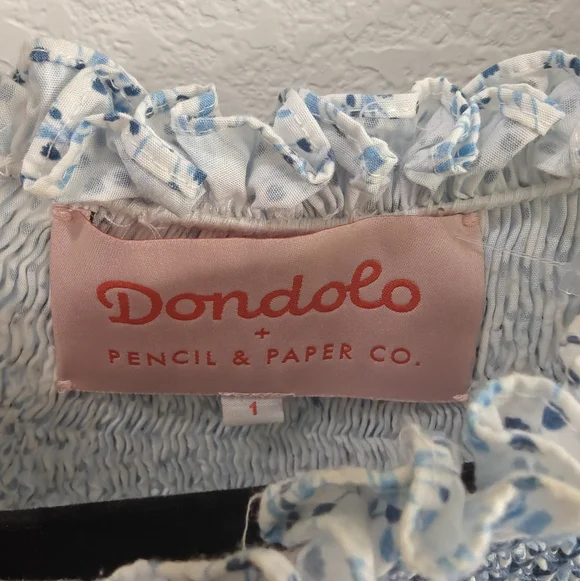 Dondolo
+
PENCIL & PAPER CO.
1